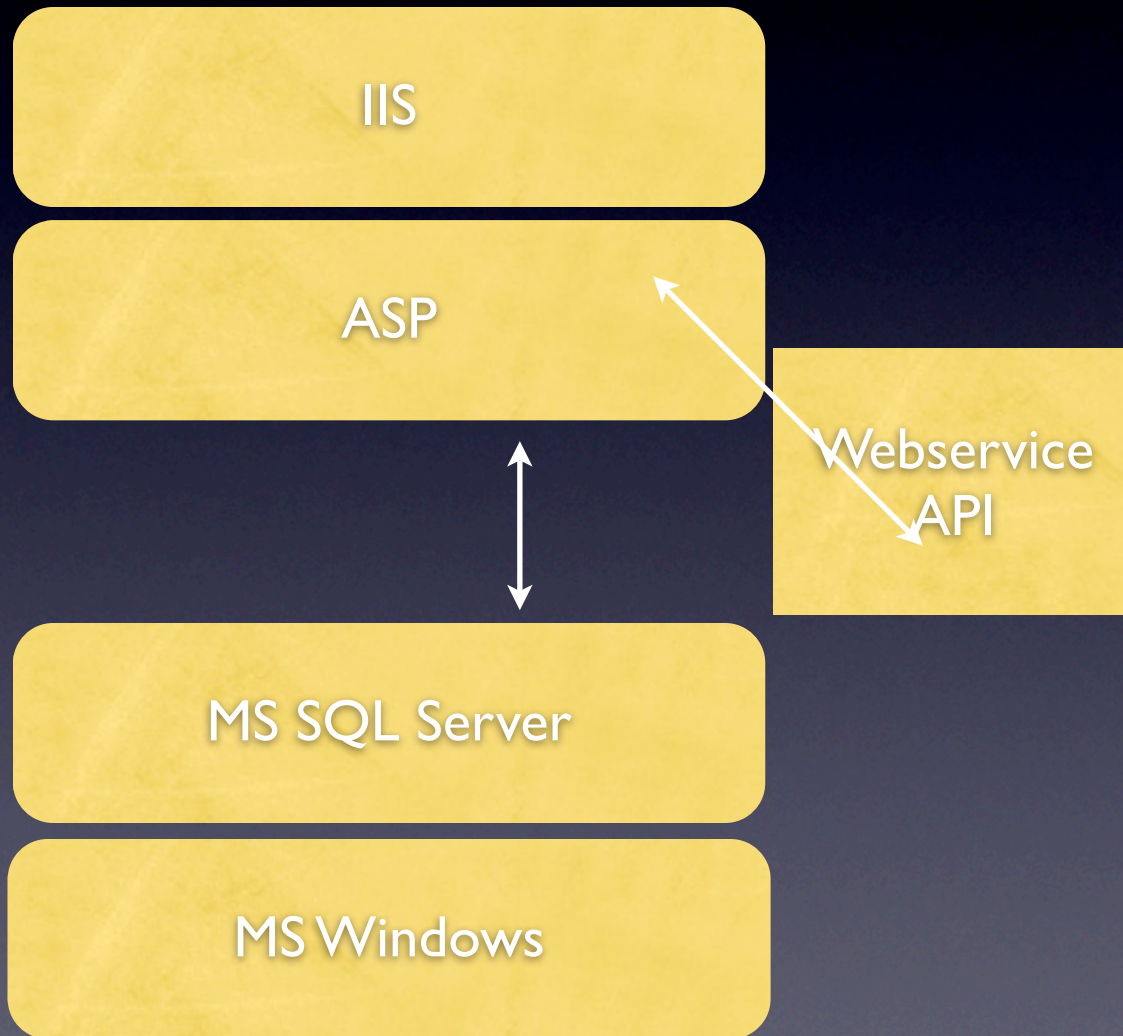 IIS
ASP
Webservice
API
MS SQL Server
MS Windows